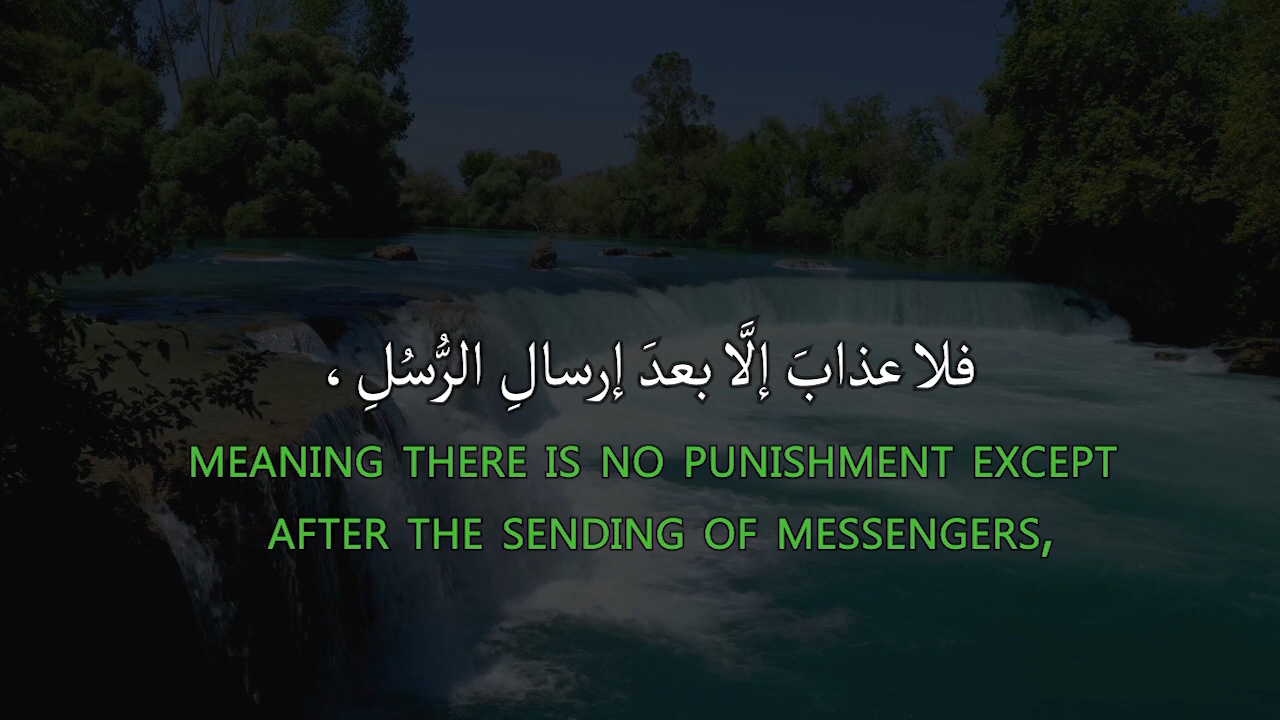 فلا عذابَ إلَّا بعدَ إرسالِ الرُّسُلِ ،
MEANING THERE IS NO PUNISHMENT EXCEPT
AFTER THE SENDING OF MESSENGERS,